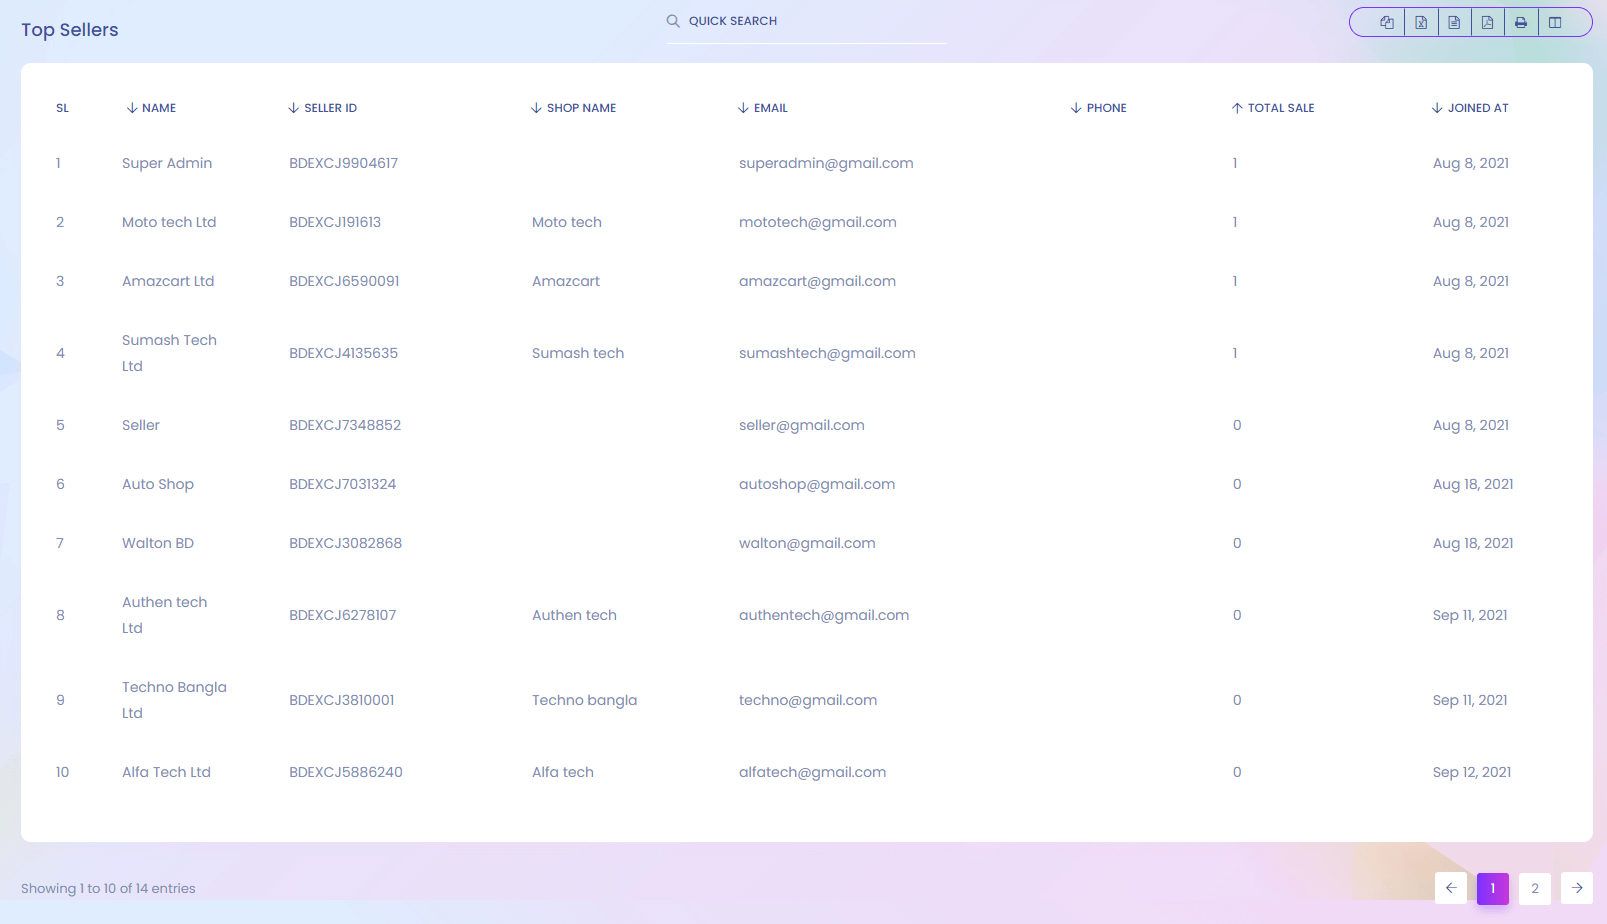 Top Sellers
QUICK SEARCH
SL NAME SELLER ID SHOP NAME EMAIL PHONE TOTAL SALE JOINED AT
1 Super Admin BDEXCJ9904617 superadmin@gmail.com 1 Aug 8, 2021
2 Moto tech Ltd BDEXCJ191613 Moto tech mototech@gmail.com 1 Aug 8, 2021
3 Amazcart Ltd BDEXCJ6590091 Amazcart amazcart@gmail.com 1 Aug 8, 2021
Sumash Tech
4 BDEXCJ4135635 Sumash tech sumashtech@gmail.com 1 Aug 8, 2021
Ltd
5 Seller BDEXCJ7348852 seller@gmail.com 0 Aug 8, 2021
6 Auto Shop BDEXCJ7031324 autoshop@gmail.com 0 Aug 18, 2021
7 Walton BD BDEXCJ3082868 walton@gmail.com 0 Aug 18, 2021
Authen tech
8 BDEXCJ6278107 Authen tech authentech@gmail.com 0 Sep 11, 2021
Ltd
Techno Bangla
9 BDEXCJ3810001 Techno bangla techno@gmail.com 0 Sep 11, 2021
Ltd
10 Alfa Tech Ltd BDEXCJ5886240 Alfa tech alfatech@gmail.com 0 Sep 12, 2021
Showing 1 to 10 of 14 entries
1 2